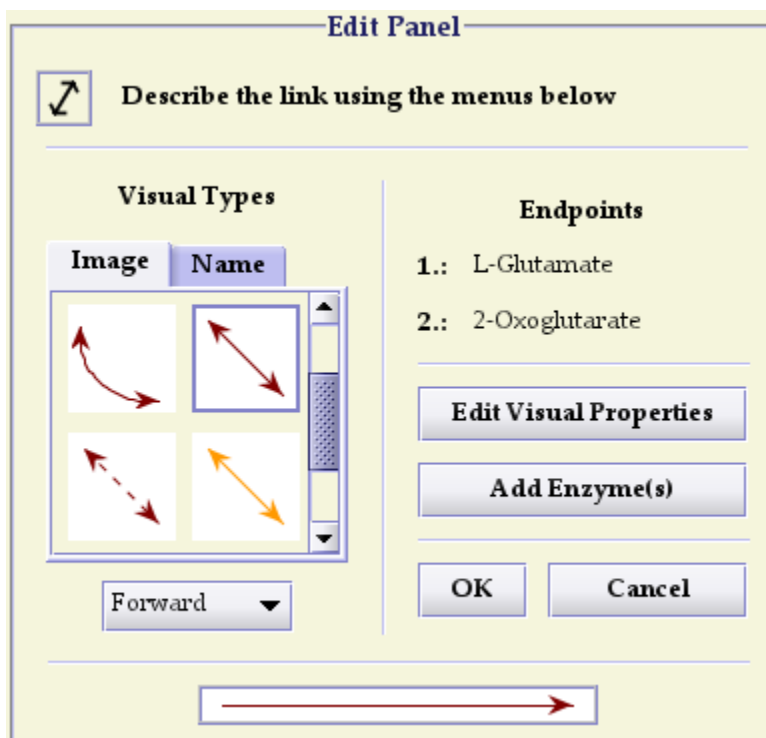 Edit Panel
Describe the link using the menus below
Visual Types
Image Name
Forward
Endpoints
1.: L-Glutamate
2.: 2-Oxoglutarate
Edit Visual Properties
Add Enzyme(s)
OK Cancel